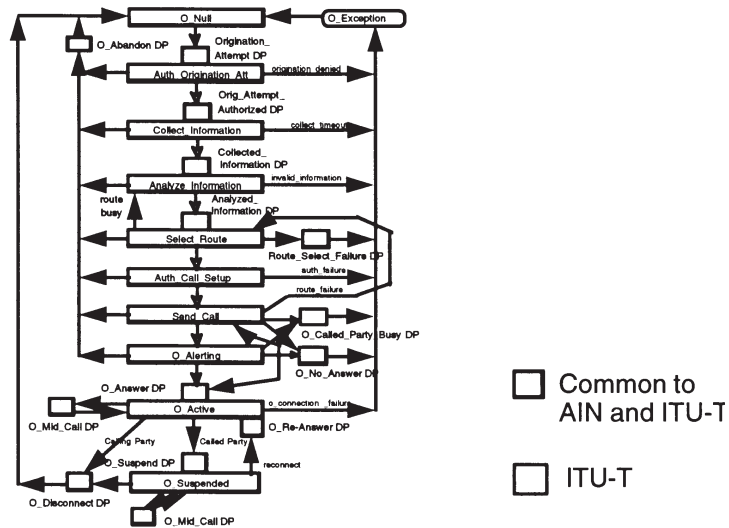 O_Null
O_Exception
O_Abandon DP
Origination_
Attempt DP
Auth_Origination_Att
origination_denied
Orig_Attempt_
Authorized DP
Collect_Information
collect_timeout
Collected_
Information DP
Analyze_Information
invalid_information
route
busy
Analyzed_
Information DP
Select_Route
Route_Select_Failure DP
Auth_Call_Setup
auth_failure
route_failure
Send_Call
O_Called_Party_Busy DP
O_Alerting
O_No_Answer DP
O_Answer DP
O_Active
o_connection_failure
O_Mid_Call DP
O_Re-Answer DP
Calling Party
Called Party
O_Suspend DP
reconnect
O_Suspended
O_Disconnect DP
O_Mid_Call DP
Common to
AIN and ITU-T
ITU-T